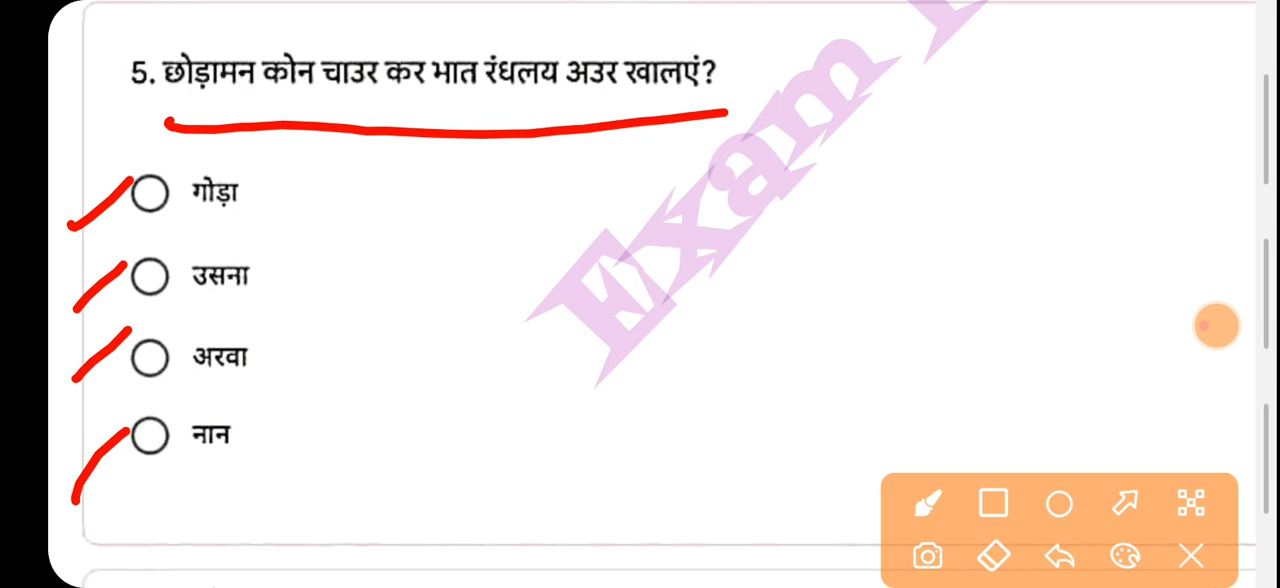 5. छोड़ामन कोन चाउर कर भात रंधलय अउर खालएं?
गोड़ा
उसना
अरवा
नान
Exam